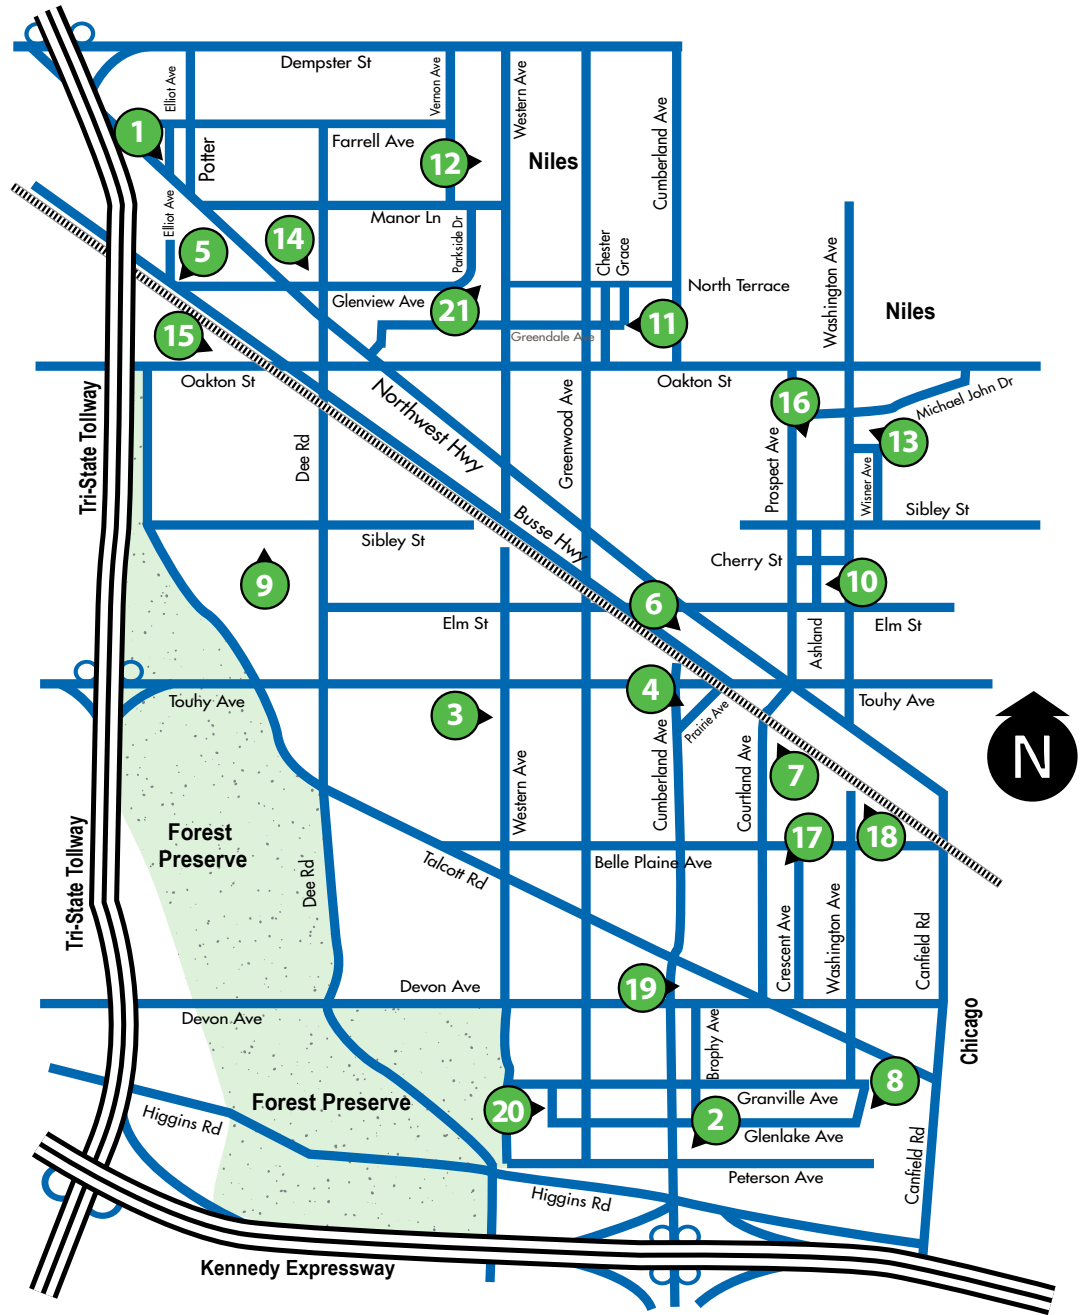 Dempster St
Elliot Ave
Vernon Ave
Western Ave
Cumberland Ave
1
Potter
Farrell Ave
12
Niles
Elliot Ave
Manor Ln
Parkside Dr
5
14
Chester
Grace
Washington Ave
Glenview Ave
21
North Terrace
Niles
15
Greendale Ave
11
Oakton St
Oakton St
Tri-State Tollway
Northwest Hwy
Greenwood Ave
16
Michael John Dr
13
Dee Rd
Prospect Ave
Wisner Ave
Sibley St
Busse Hwy
Sibley St
Cherry St
9
6
10
Elm St
Ashland
Elm St
Touhy Ave
3
4
Prairie Ave
Touhy Ave
N
Western Ave
Cumberland Ave
Courtland Ave
7
Tri-State Tollway
Forest
Preserve
Dee Rd
Talcott Rd
Belle Plaine Ave
17
18
Crescent Ave
Washington Ave
Canfield Rd
Devon Ave
19
Devon Ave
Brophy Ave
Chicago
Forest Preserve
8
Higgins Rd
20
Granville Ave
2
Glenlake Ave
Peterson Ave
Canfield Rd
Higgins Rd
Kennedy Expressway